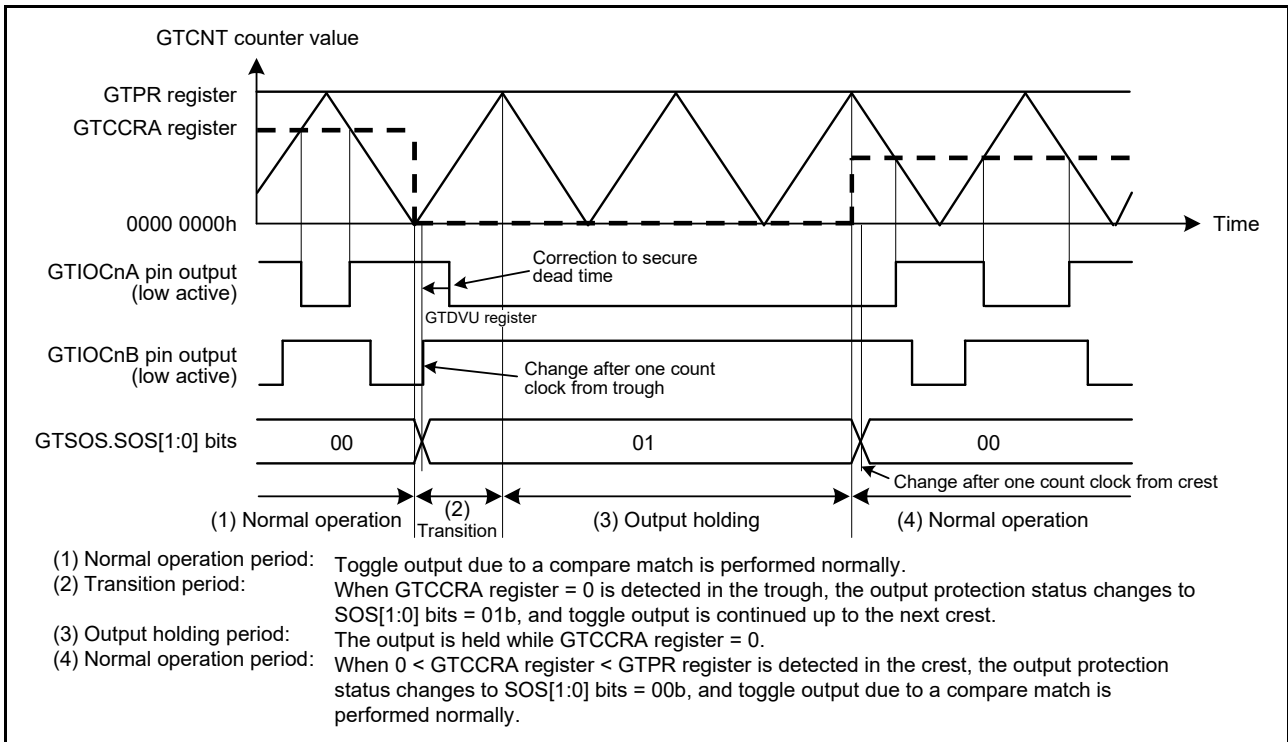 GTCNT counter value
GTPR register
GTCCRA register
0000 0000h
Time
GTIOCnA pin output
(low active)
Correction to secure
dead time
GTDVU register
GTIOCnB pin output
(low active)
Change after one count
clock from trough
GTSOS.SOS[1:0] bits
00
01
00
Change after one count clock from crest
(1) Normal operation
(2)
Transition
(3) Output holding
(4) Normal operation
(1) Normal operation period: Toggle output due to a compare match is performed normally.
(2) Transition period: When GTCCRA register = 0 is detected in the trough, the output protection status changes to
SOS[1:0] bits = 01b, and toggle output is continued up to the next crest.
(3) Output holding period: The output is held while GTCCRA register = 0.
(4) Normal operation period: When 0 < GTCCRA register < GTPR register is detected in the crest, the output protection
status changes to SOS[1:0] bits = 00b, and toggle output due to a compare match is
performed normally.